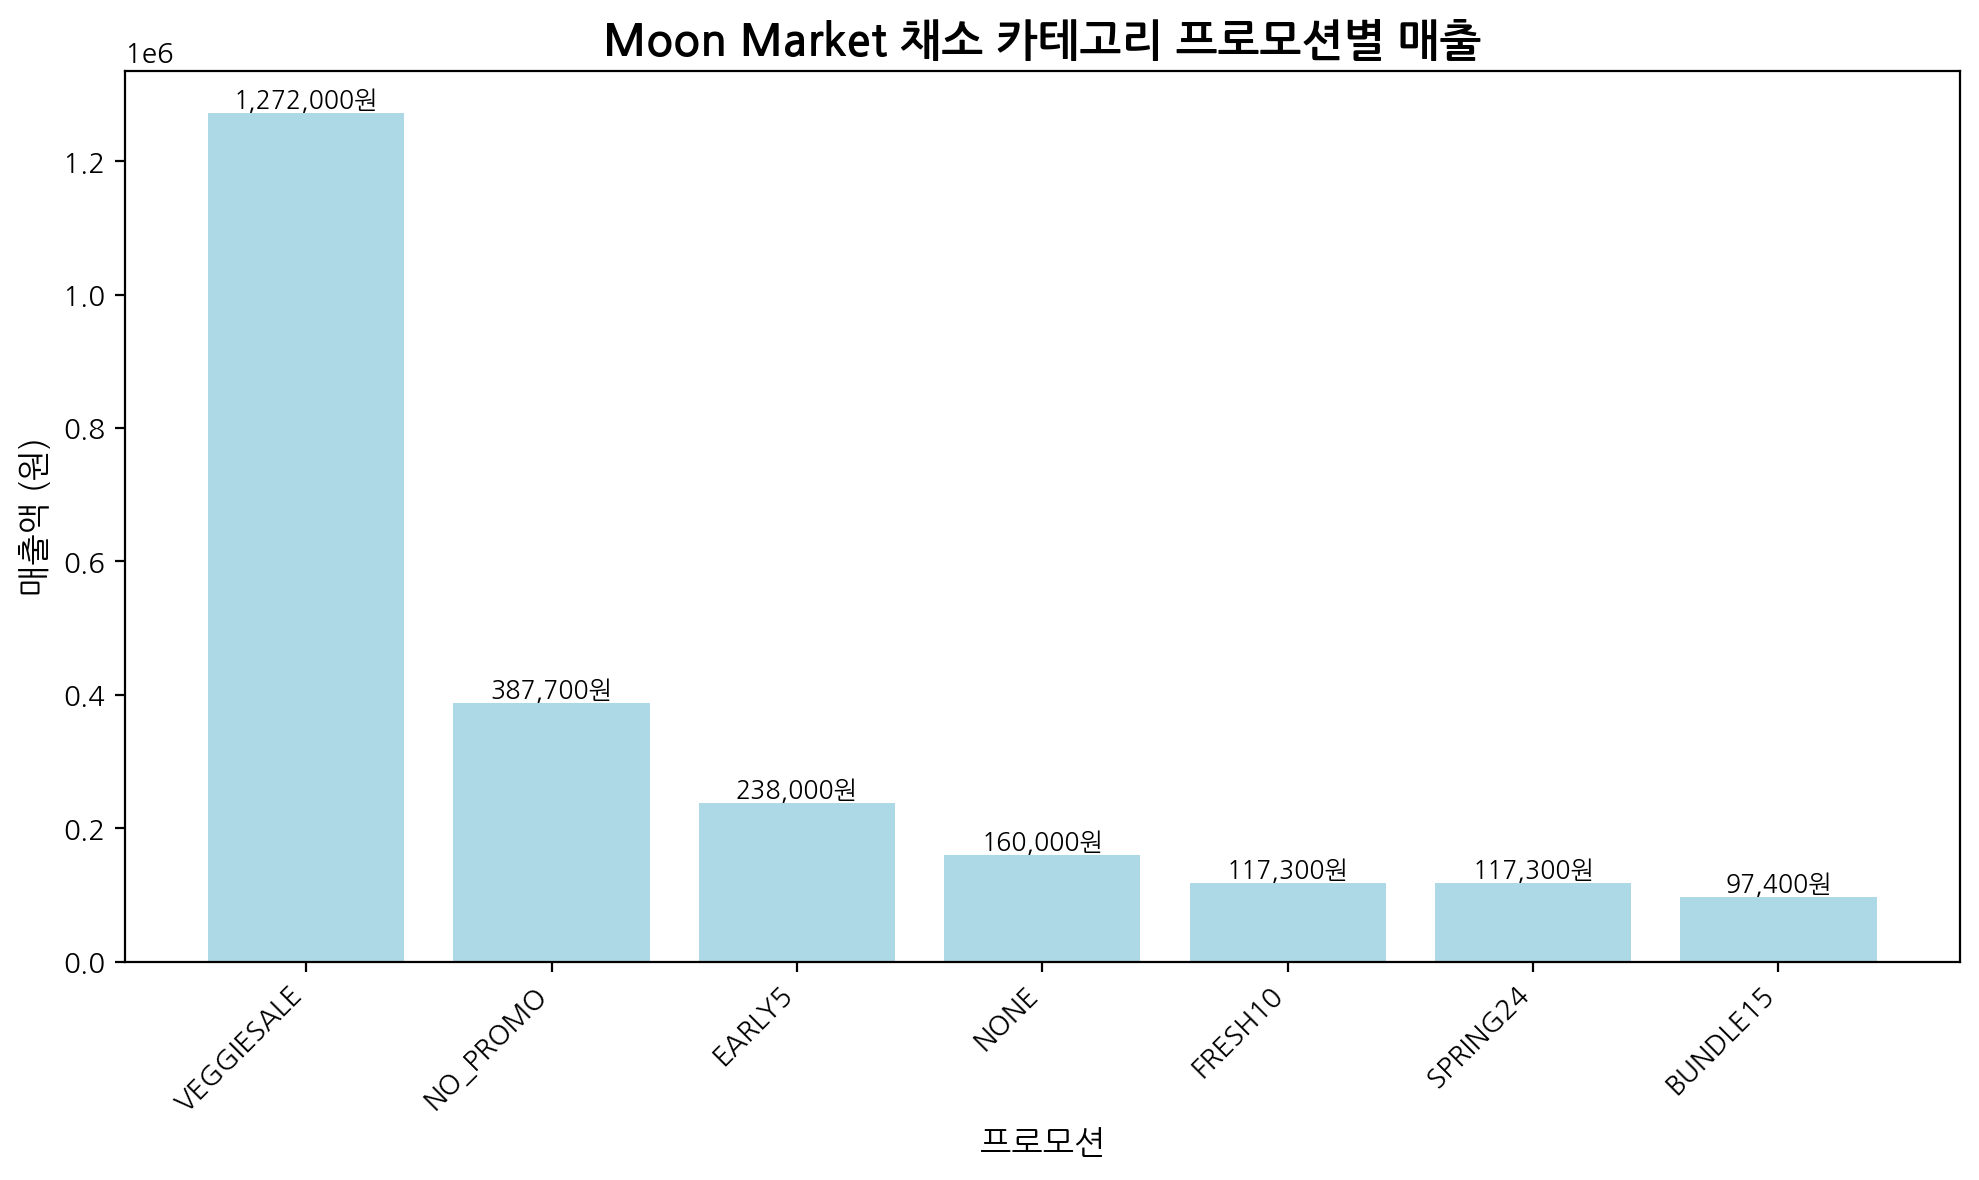 Moon Market 채소 카테고리 프로모션별 매출
1e6
매출액 (원)
1.2
1.0
0.8
0.6
0.4
0.2
0.0
1,272,000원
387,700원
238,000원
160,000원
117,300원
117,300원
97,400원
VEGGIESALE
NO_PROMO
EARLY5
NONE
FRESH10
SPRING24
BUNDLE15
프로모션